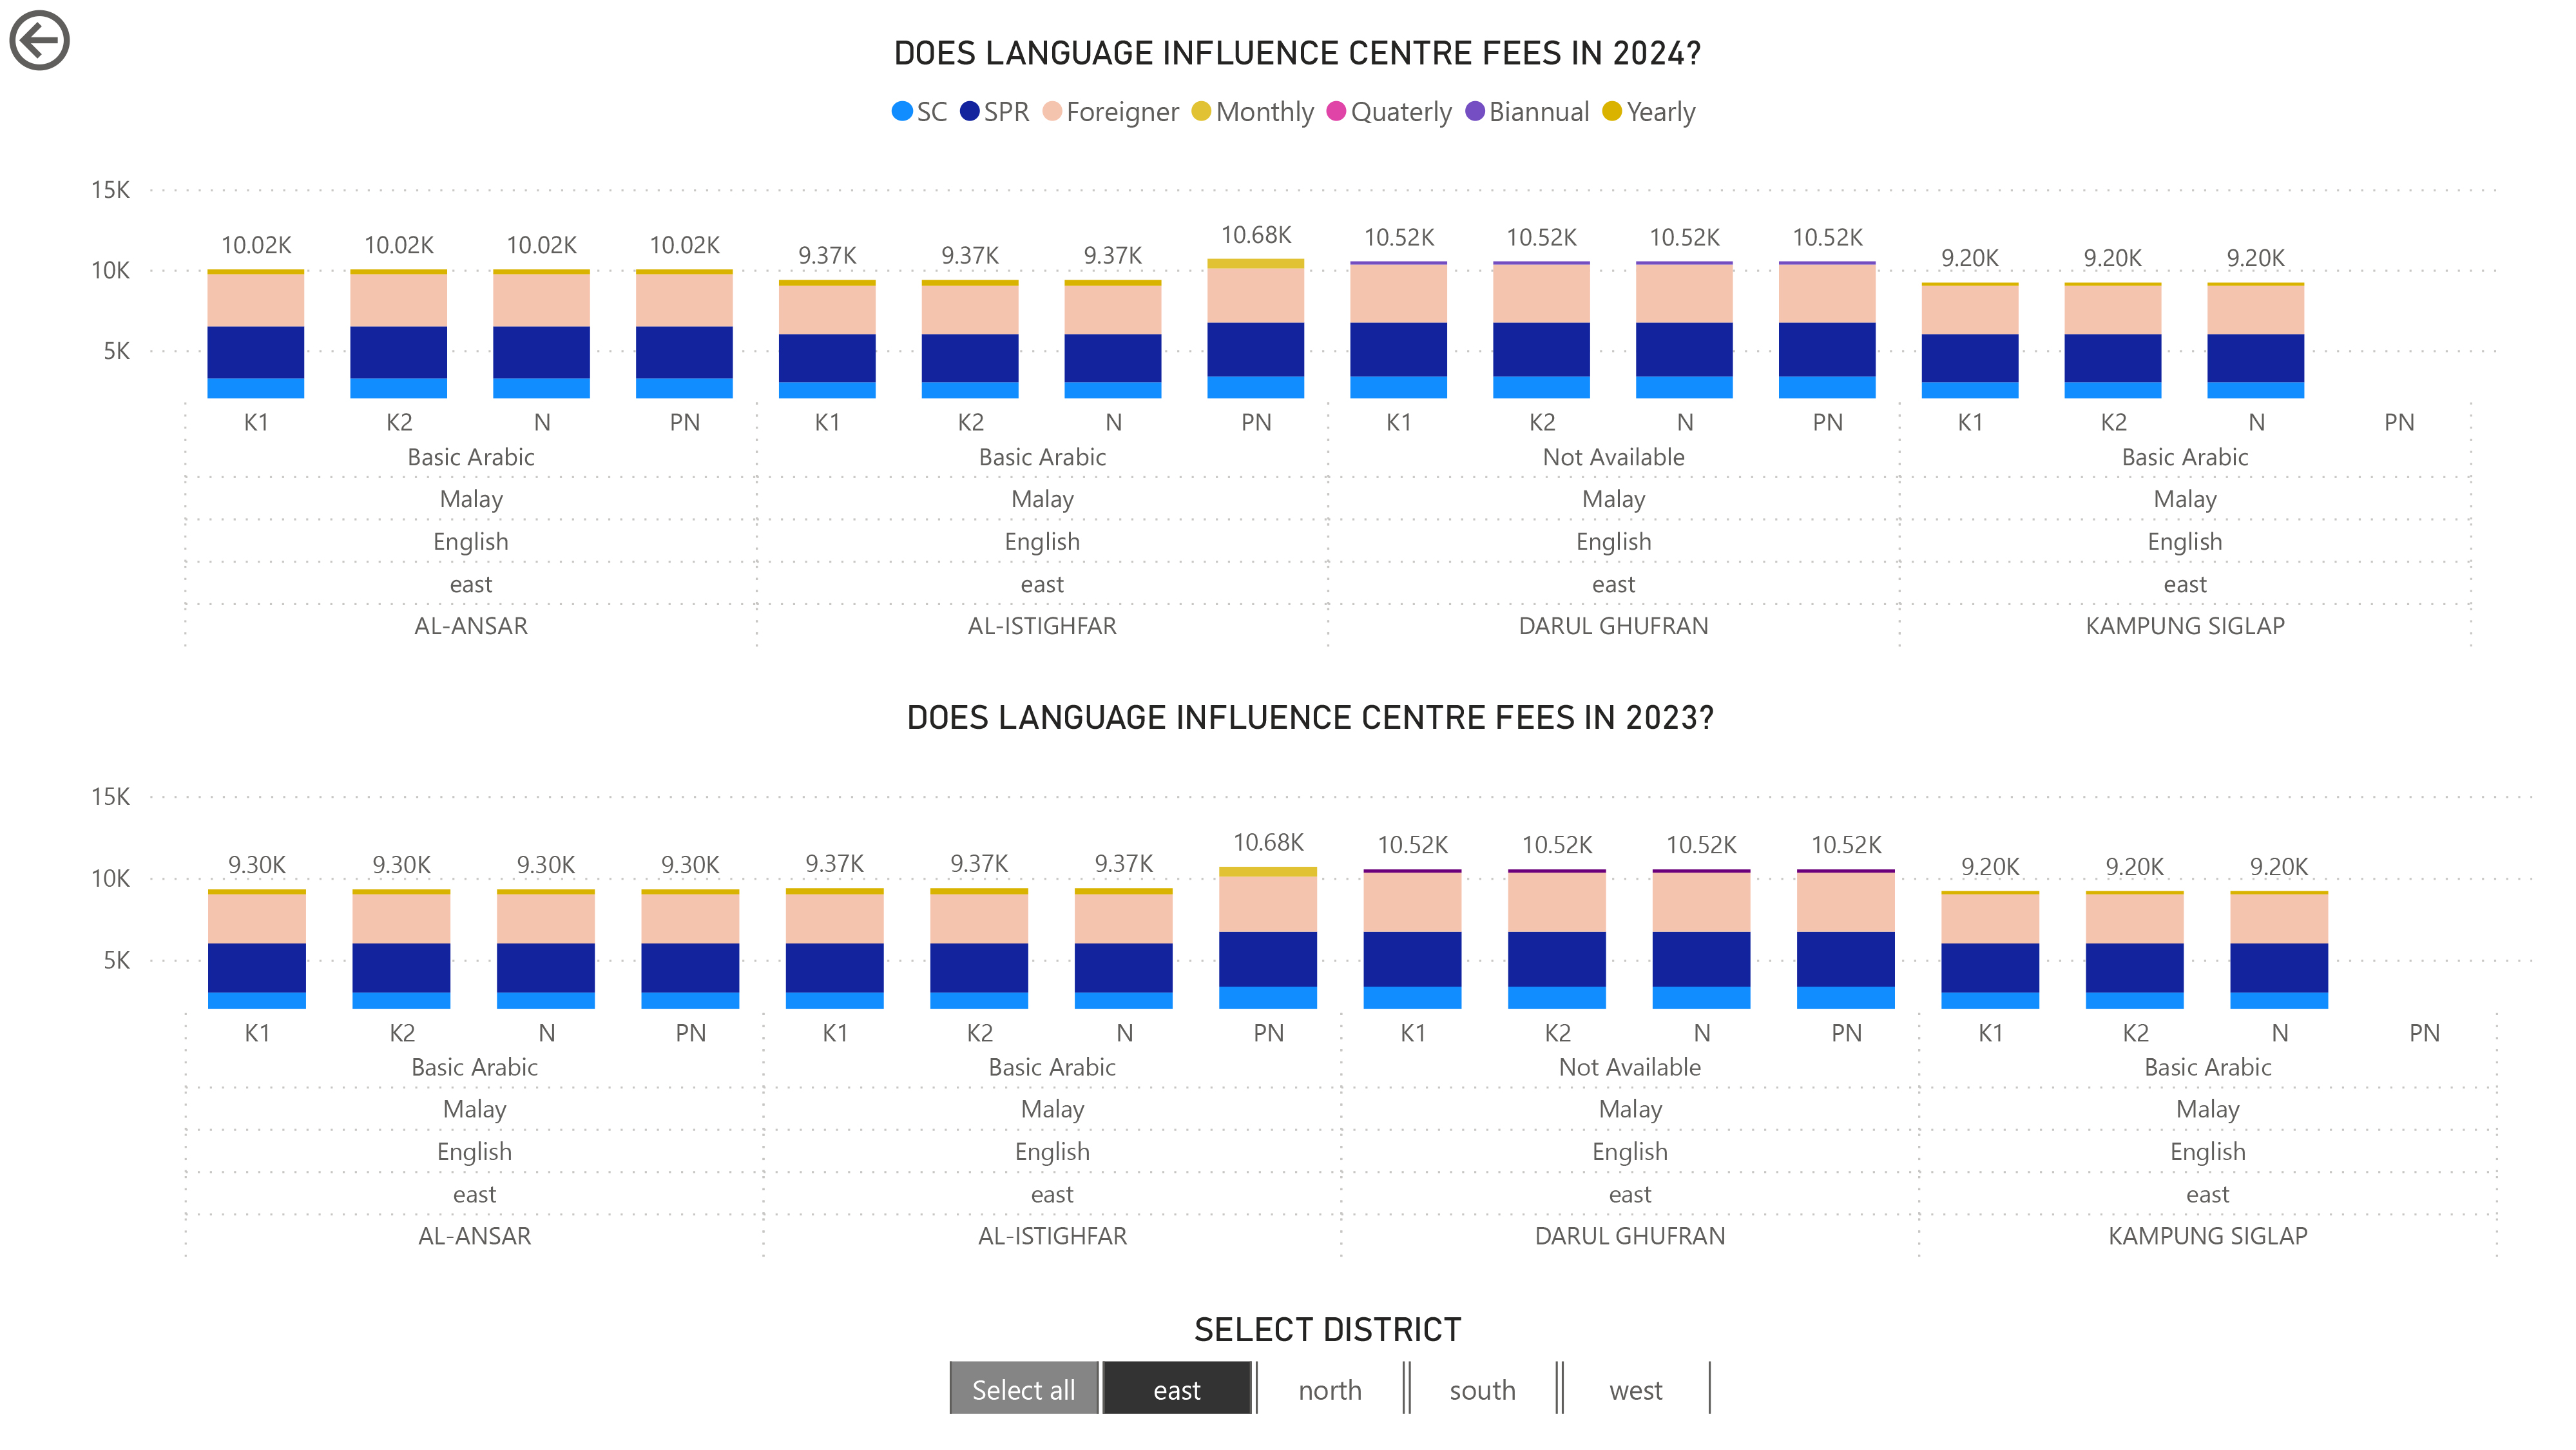 DOES LANGUAGE INFLUENCE CENTRE FEES IN 2024?
SC SPR Foreigner Monthly Quaterly Biannual Yearly
15K
10K
5K
10.02K 10.02K 10.02K 10.02K 9.37K 9.37K 9.37K 10.68K 10.52K 10.52K 10.52K 10.52K 9.20K 9.20K 9.20K
K1 K2 N PN K1 K2 N PN K1 K2 N PN K1 K2 N PN
Basic Arabic Basic Arabic Not Available Basic Arabic
Malay Malay Malay Malay
English English English English
east east east east
AL-ANSAR AL-ISTIGHFAR DARUL GHUFRAN KAMPUNG SIGLAP
DOES LANGUAGE INFLUENCE CENTRE FEES IN 2023?
15K
10K
5K
9.30K 9.30K 9.30K 9.30K 9.37K 9.37K 9.37K 10.68K 10.52K 10.52K 10.52K 10.52K 9.20K 9.20K 9.20K
K1 K2 N PN K1 K2 N PN K1 K2 N PN K1 K2 N PN
Basic Arabic Basic Arabic Not Available Basic Arabic
Malay Malay Malay Malay
English English English English
east east east east
AL-ANSAR AL-ISTIGHFAR DARUL GHUFRAN KAMPUNG SIGLAP
SELECT DISTRICT
Select all east north south west